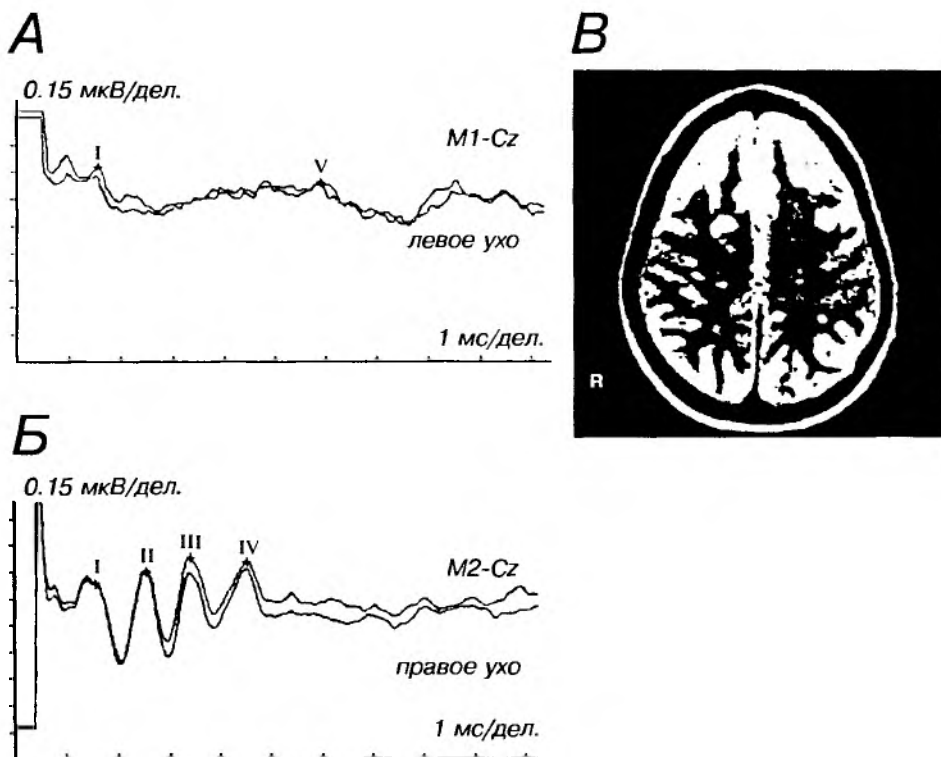 А
0.15 мкВ/дел.
I
V
M1-Cz
левое ухо
1 мс/дел.
Б
0.15 мкВ/дел.
I
II
III
IV
M2-Cz
правое ухо
1 мс/дел.
В
R